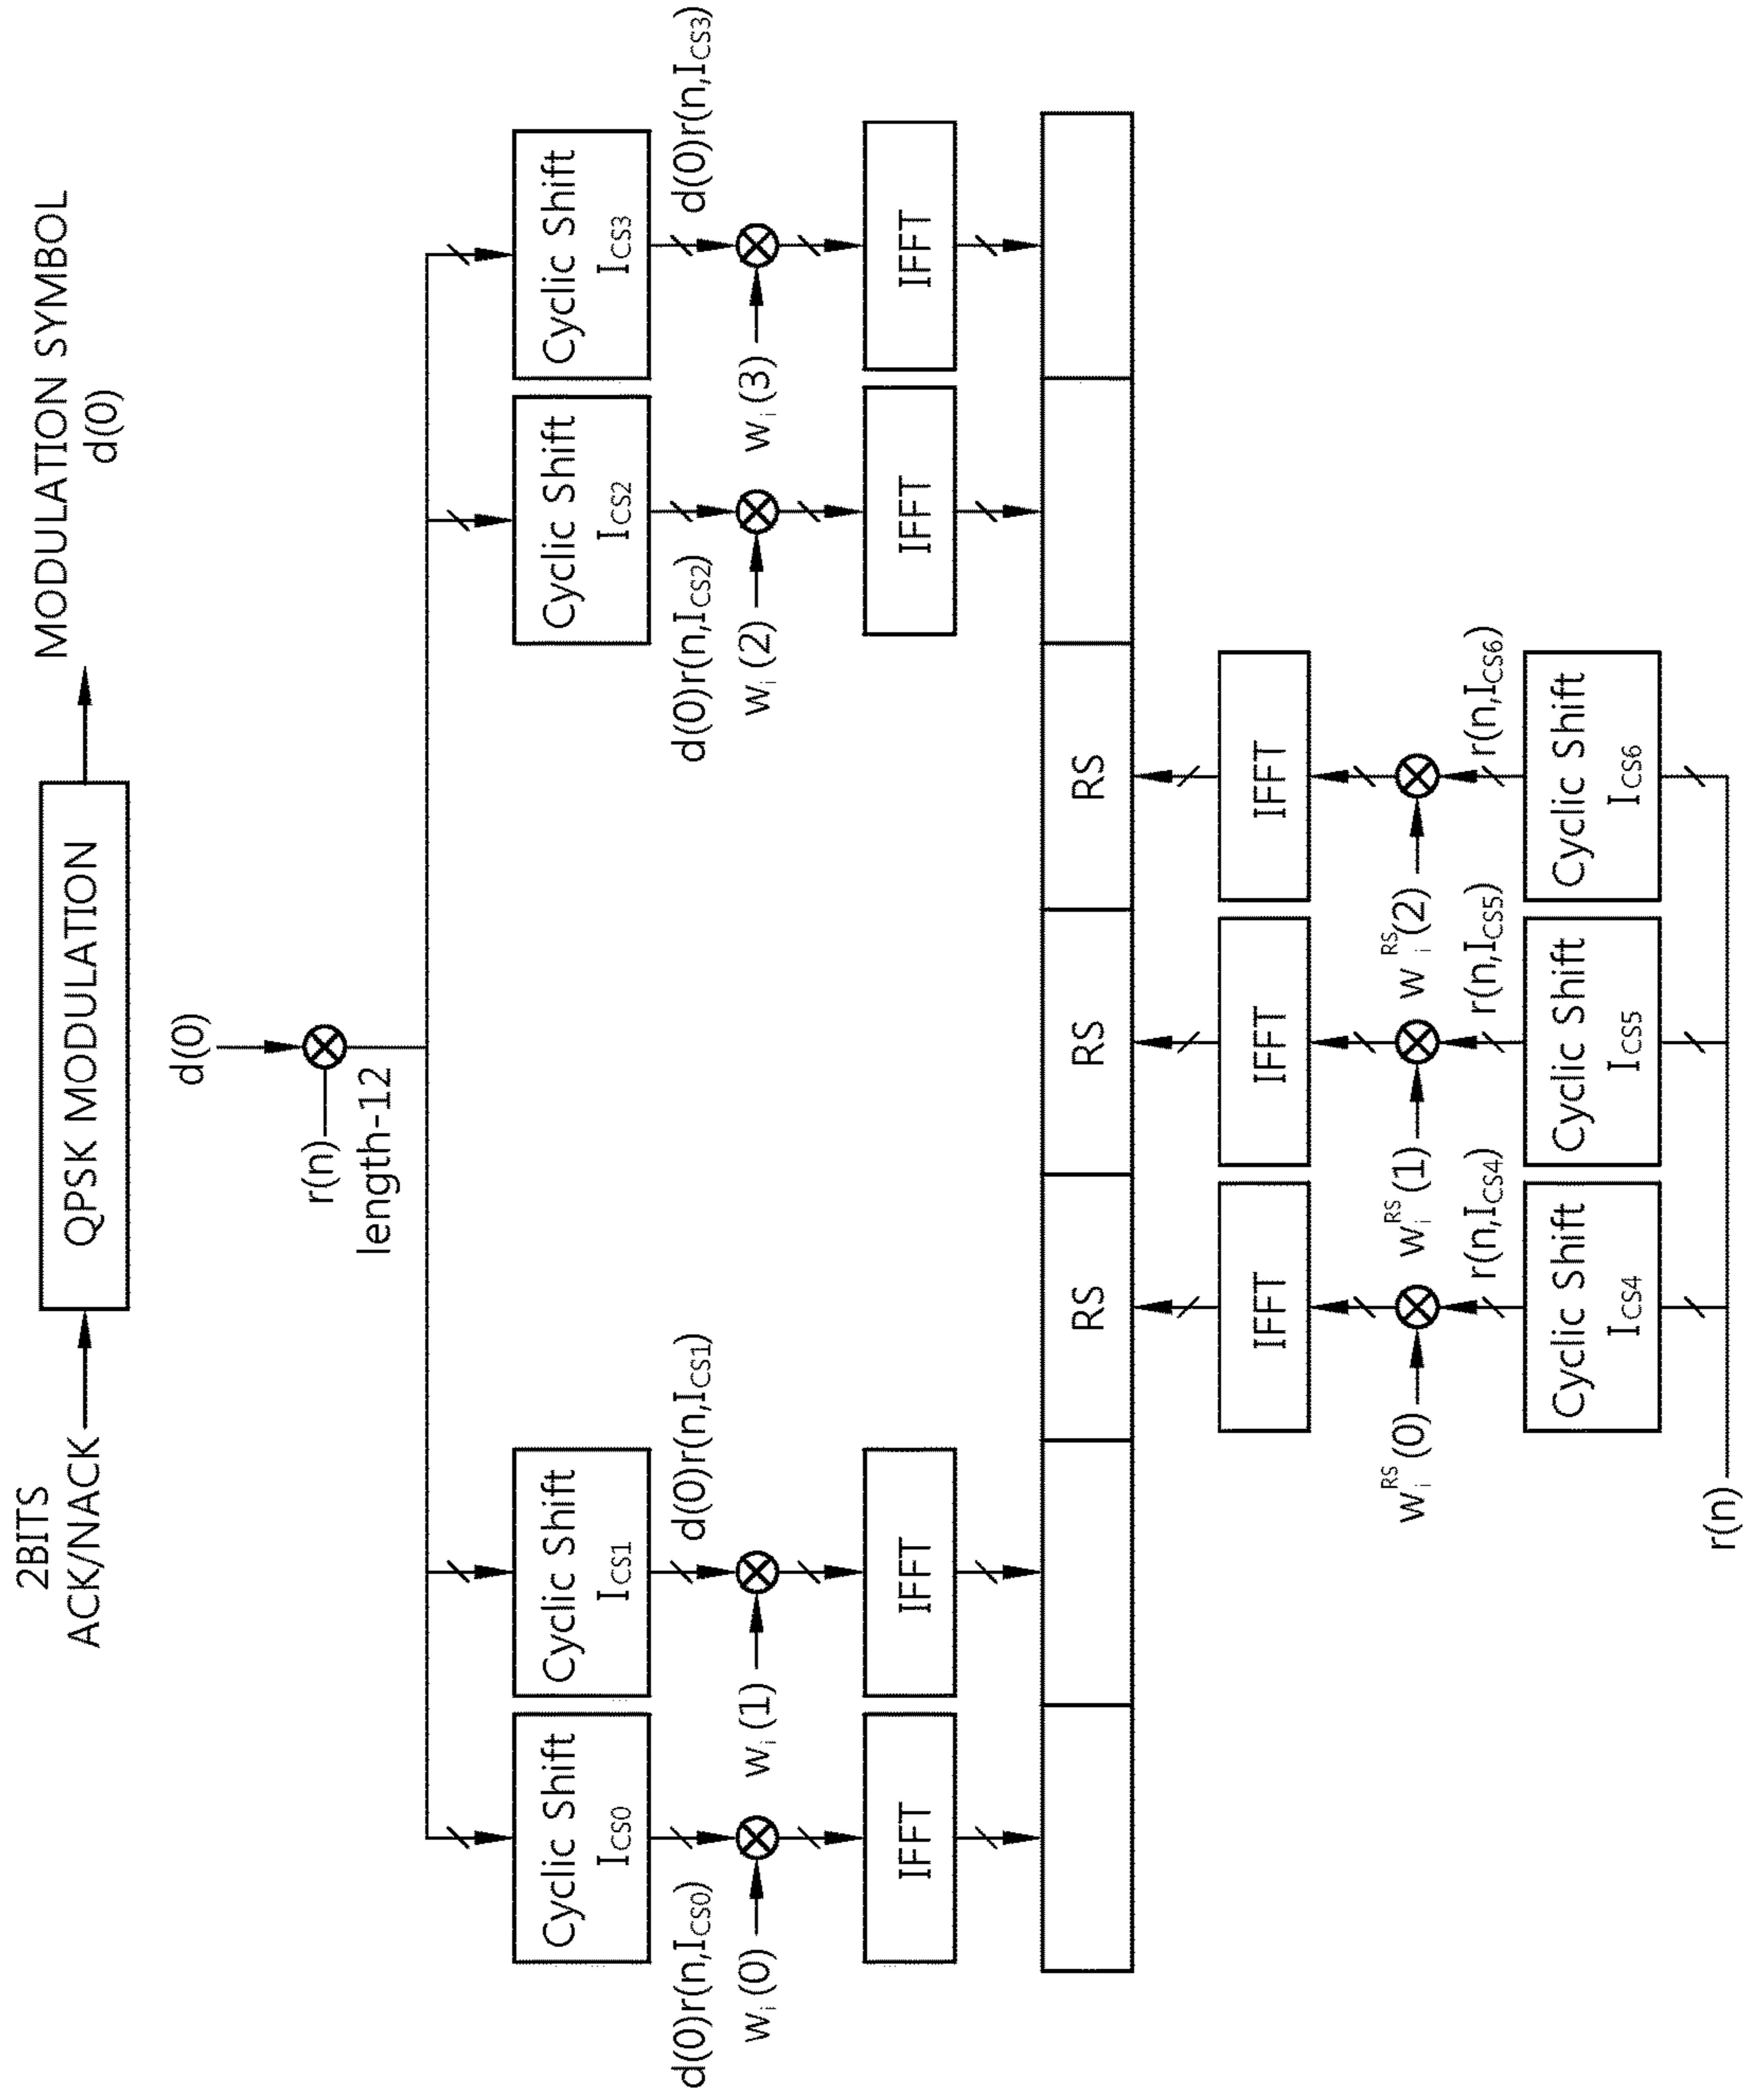 2BITS
ACK/NACK
QPSK MODULATION
MODULATION SYMBOL
d(0)
d(0)
r(n)
length-12
Cyclic Shift
I_CS0
Cyclic Shift
I_CS1
Cyclic Shift
I_CS2
Cyclic Shift
I_CS3
d(0)r(n,I_CS0)
d(0)r(n,I_CS1)
d(0)r(n,I_CS2)
d(0)r(n,I_CS3)
w_i(0)
w_i(1)
w_i(2)
w_i(3)
IFFT
IFFT
IFFT
IFFT
RS
RS
RS
IFFT
IFFT
IFFT
w_i^RS(0)
w_i^RS(1)
w_i^RS(2)
r(n,I_CS4)
r(n,I_CS5)
r(n,I_CS6)
Cyclic Shift
I_CS4
Cyclic Shift
I_CS5
Cyclic Shift
I_CS6
r(n)